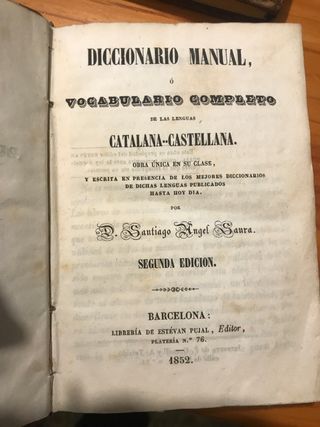 DICCIONARIO MANUAL,
Ó
VOCABULARIO COMPLETO
DE LAS LENGUAS
CATALANA--CASTELLANA.
OBRA ÚNICA EN SU CLASE,
Y ESCRITA EN PRESENCIA DE LOS MEJORES DICCIONARIOS
DE DICHAS LENGUAS PUBLICADOS
HASTA HOY DIA.
POR
D. Santiago Angel Saura.
SEGUNDA EDICION.
BARCELONA:
LIBRERÍA DE ESTÉVAN PUJAL, Editor,
PLATERÍA N.º 76.
1852.